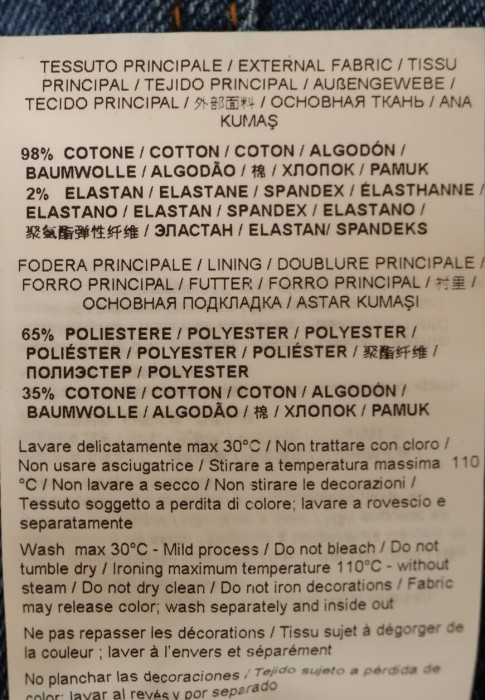 TESSUTO PRINCIPALE / EXTERNAL FABRIC / TISSU
PRINCIPAL / TEJIDO PRINCIPAL / AUßENGEWEBE /
TECIDO PRINCIPAL / 外部面料 / ОСНОВНАЯ ТКАНЬ / ANA
KUMAŞ
98% COTONE / COTTON / COTON / ALGODÓN /
BAUMWOLLE / ALGODÃO / 棉 / ХЛОПОК / PAMUK
2% ELASTAN / ELASTANE / SPANDEX / ÉLASTHANNE /
ELASTANO / ELASTAN / SPANDEX / ELASTANO /
聚氨酯弹性纤维 / ЭЛАСТАН / ELASTAN/ SPANDEKS
FODERA PRINCIPALE / LINING / DOUBLURE PRINCIPALE /
FORRO PRINCIPAL / FUTTER / FORRO PRINCIPAL / 衬里 /
ОСНОВНАЯ ПОДКЛАДКА / ASTAR KUMAŞI
65% POLIESTERE / POLYESTER / POLYESTER /
POLIÉSTER / POLYESTER / POLIÉSTER / 聚酯纤维 /
ПОЛИЭСТЕР / POLYESTER
35% COTONE / COTTON / COTON / ALGODÓN /
BAUMWOLLE / ALGODÃO / 棉 / ХЛОПОК / PAMUK
Lavare delicatamente max 30°C / Non trattare con cloro /
Non usare asciugatrice / Stirare a temperatura massima 110
°C / Non lavare a secco / Non stirare le decorazioni /
Tessuto soggetto a perdita di colore; lavare a rovescio e
separatamente
Wash max 30°C - Mild process / Do not bleach / Do not
tumble dry / Ironing maximum temperature 110°C - without
steam / Do not dry clean / Do not iron decorations / Fabric
may release color; wash separately and inside out
Ne pas repasser les décorations / Tissu sujet à dégorger de
la couleur ; laver à l'envers et séparément
No planchar las decoraciones / Tejido sujeto a pérdida de
color; lavar al revés y por separado